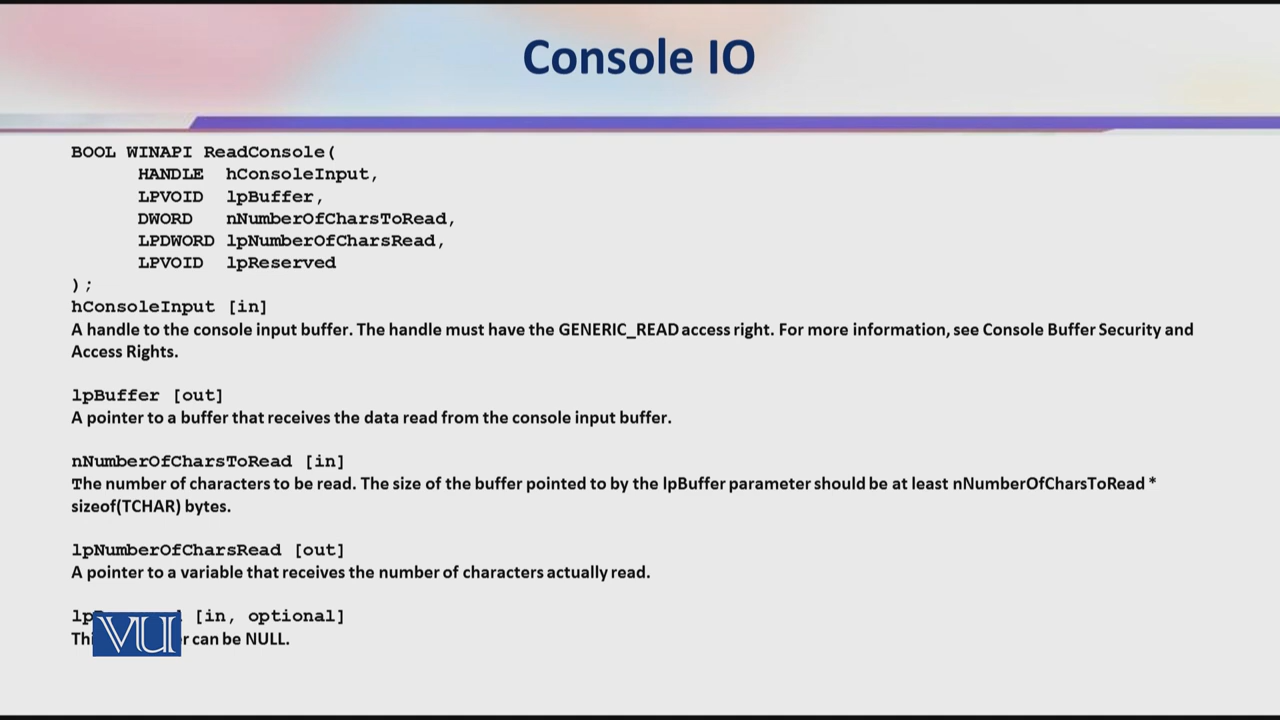 Console IO
BOOL WINAPI ReadConsole(
HANDLE hConsoleInput,
LPVOID lpBuffer,
DWORD nNumberOfCharsToRead,
LPDWORD lpNumberOfCharsRead,
LPVOID lpReserved
);
hConsoleInput [in]
A handle to the console input buffer. The handle must have the GENERIC_READ access right. For more information, see Console Buffer Security and
Access Rights.
lpBuffer [out]
A pointer to a buffer that receives the data read from the console input buffer.
nNumberOfCharsToRead [in]
The number of characters to be read. The size of the buffer pointed to by the lpBuffer parameter should be at least nNumberOfCharsToRead *
sizeof(TCHAR) bytes.
lpNumberOfCharsRead [out]
A pointer to a variable that receives the number of characters actually read.
[in, optional]
VU can be NULL.